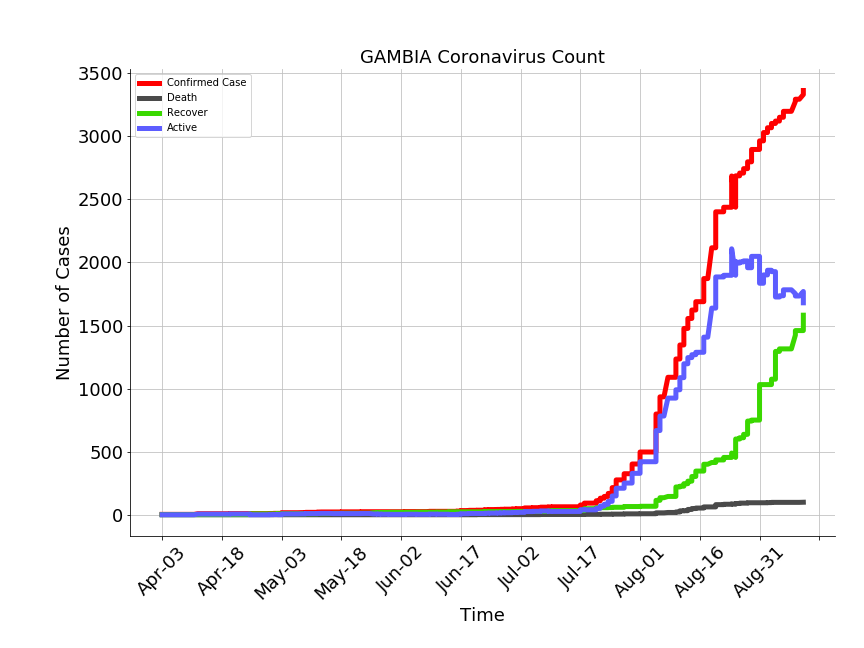 GAMBIA Coronavirus Count
Confirmed Case
Death
Recover
Active
3500
3000
2500
2000
1500
1000
500
0
Number of Cases
Apr-03
Apr-18
May-03
May-18
Jun-02
Jun-17
Jul-02
Jul-17
Aug-01
Aug-16
Aug-31
Time